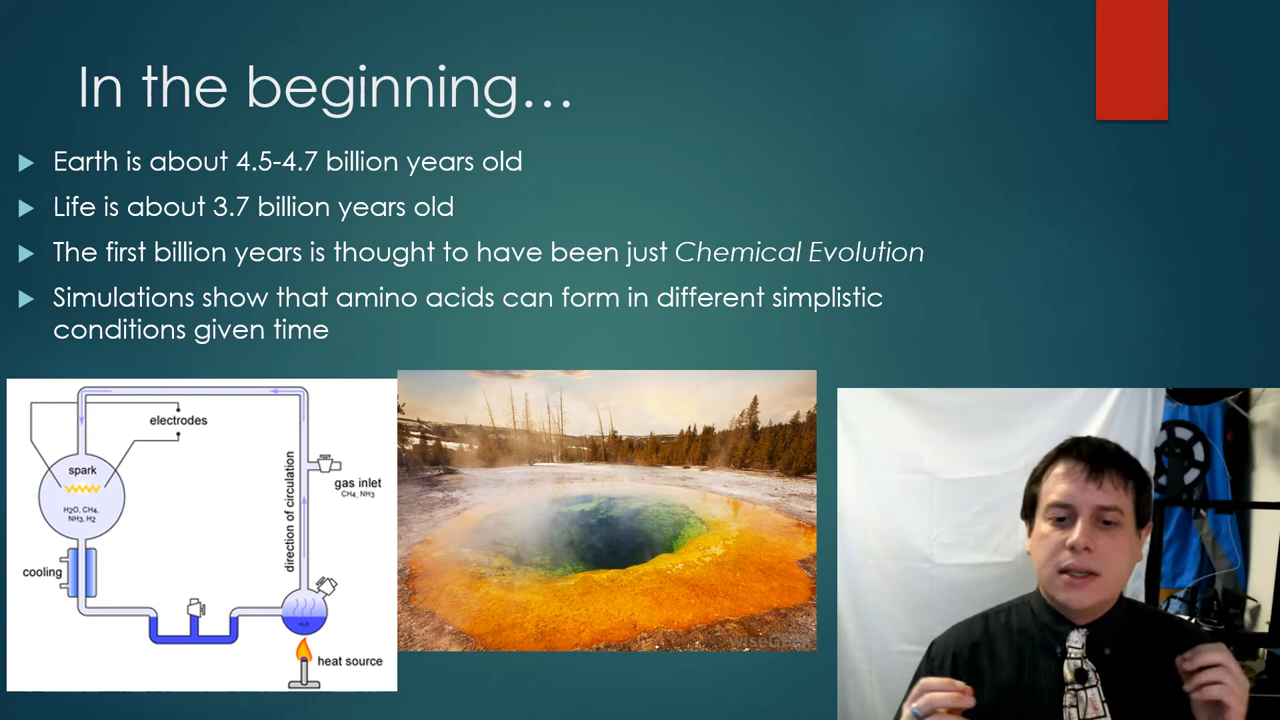 In the beginning…
Earth is about 4.5-4.7 billion years old
Life is about 3.7 billion years old
The first billion years is thought to have been just Chemical Evolution
Simulations show that amino acids can form in different simplistic
conditions given time
electrodes
spark
H₂O, CH₄,
NH₃, H₂
cooling
direction of circulation
gas inlet
CH₄, NH₃
H₂O
heat source
wiseGEEK